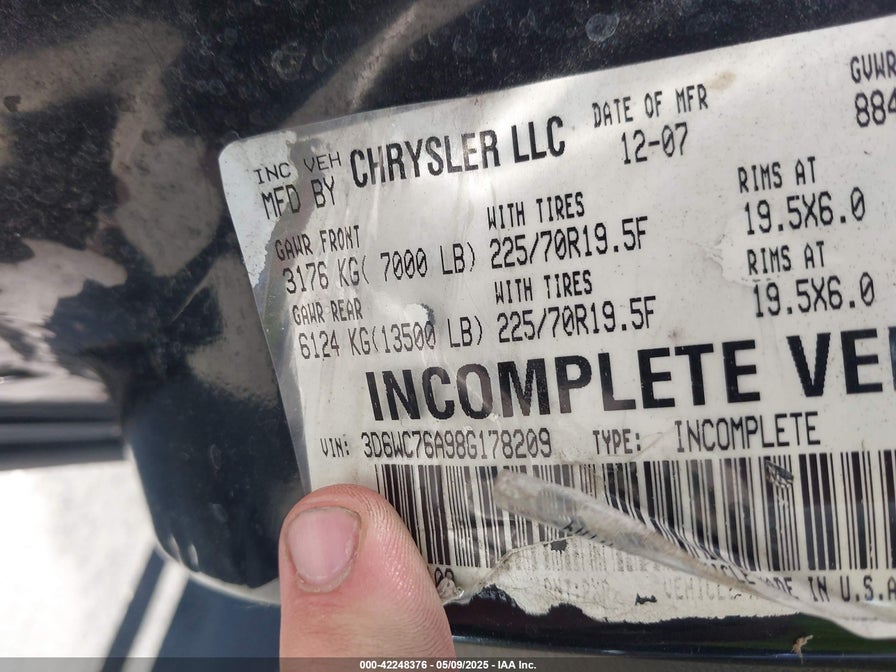 INC VEH
MFD BY CHRYSLER LLC
DATE OF MFR
12-07
GVWR
884
GAWR FRONT
3176 KG( 7000 LB)
WITH TIRES
225/70R19.5F
RIMS AT
19.5X6.0
GAWR REAR
6124 KG(13500 LB)
WITH TIRES
225/70R19.5F
RIMS AT
19.5X6.0
INCOMPLETE VE
VIN: 3D6WC76A98G178209 TYPE: INCOMPLETE
VEHICLE MADE IN U.S.A
000-42248376 - 05/09/2025 - IAA Inc.